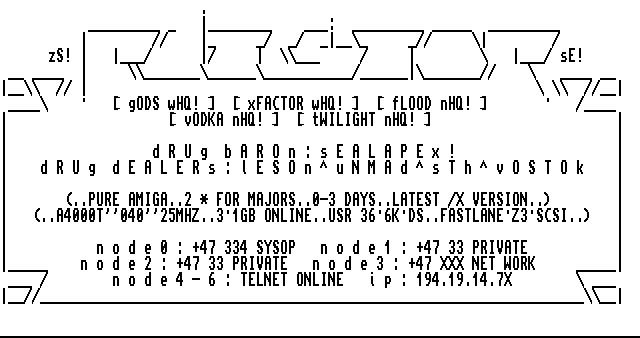 zS!
sE!
[ gODS wHQ! ] [ xFACTOR wHQ! ] [ fLOOD nHQ! ]
[ vODKA nHQ! ] [ tWILIGHT nHQ! ]
d R U g  b A R O n : s E A L A P E x !
d R U g  d E A L E R s : l E S O n ^ u N M A d ^ s T h ^ v O S T O k
(..PURE AMIGA..2 * FOR MAJORS..0-3 DAYS..LATEST /X VERSION..)
(..A4000T''040''25MHZ..3'1GB ONLINE..USR 36'6K'DS..FASTLANE'Z3'SCSI..)
n o d e 0 : +47 334 SYSOP  n o d e 1 : +47 33 PRIVATE
n o d e 2 : +47 33 PRIVATE  n o d e 3 : +47 XXX NET WORK
n o d e 4 - 6 : TELNET ONLINE  i p : 194.19.14.7X